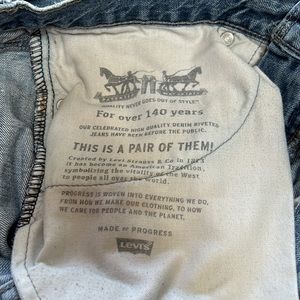 QUALITY NEVER GOES OUT OF STYLE™
For over 140 years
OUR CELEBRATED HIGH QUALITY DENIM RIVETED
JEANS HAVE BEEN BEFORE THE PUBLIC.
THIS IS A PAIR OF THEM!
Created by Levi Strauss & Co in 1873
it has become an American Tradition,
symbolizing the vitality of the West
to people all over the world.
PROGRESS IS WOVEN INTO EVERYTHING WE DO,
FROM HOW WE MAKE OUR CLOTHING, TO HOW
WE CARE FOR PEOPLE AND THE PLANET.
MADE OF PROGRESS
Levi's